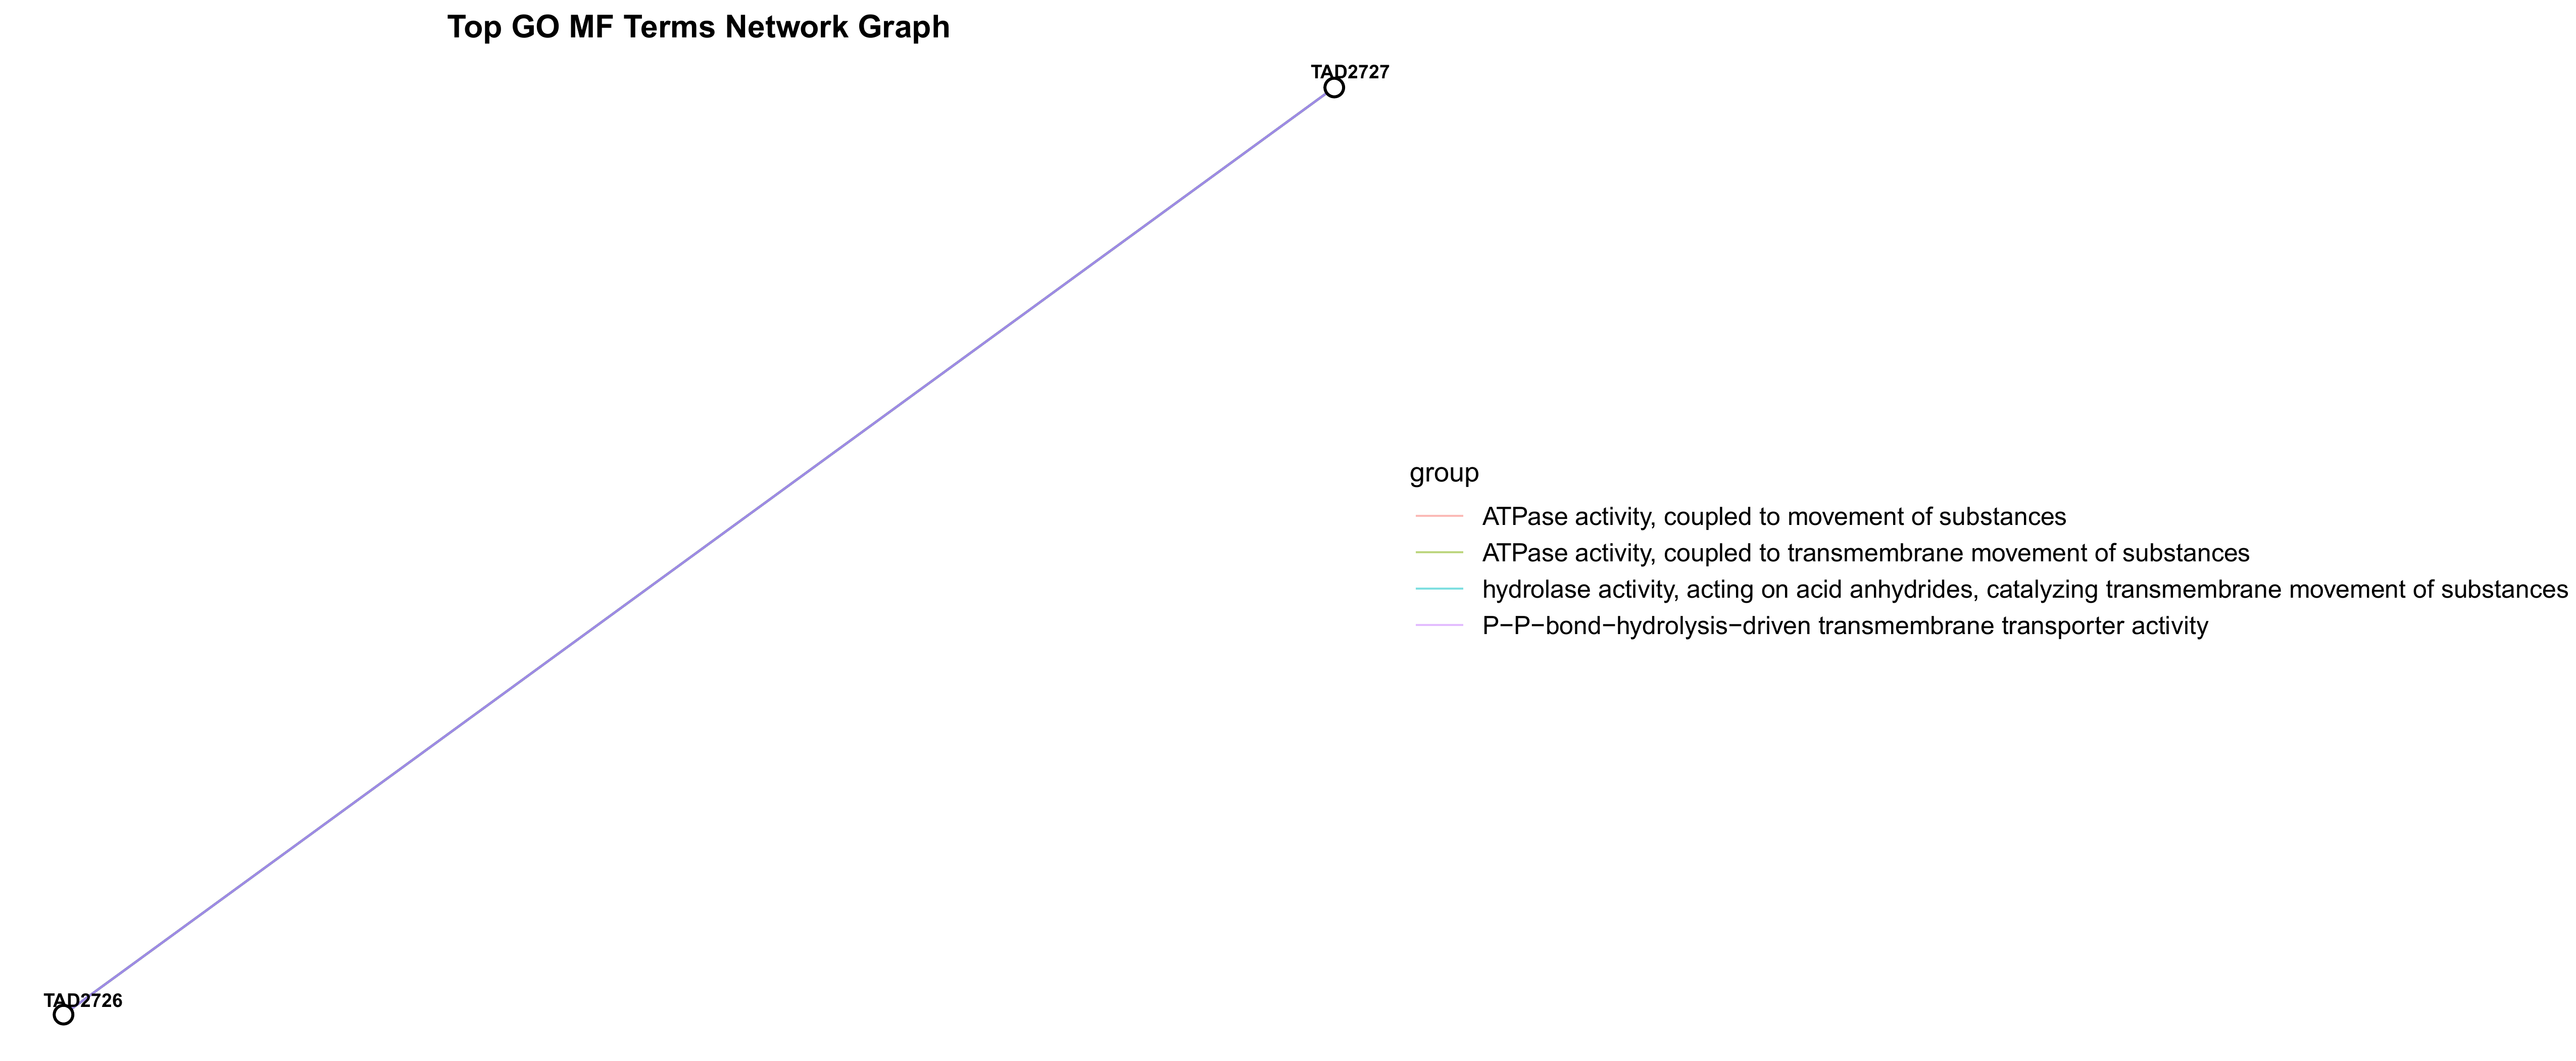 Top GO MF Terms Network Graph
TAD2727
group
ATPase activity, coupled to movement of substances
ATPase activity, coupled to transmembrane movement of substances
hydrolase activity, acting on acid anhydrides, catalyzing transmembrane movement of substances
P−P−bond−hydrolysis−driven transmembrane transporter activity
TAD2726